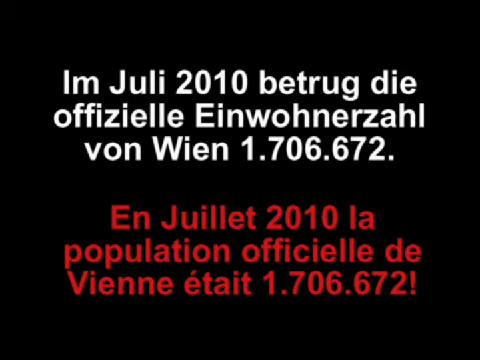 Im Juli 2010 betrug die
offizielle Einwohnerzahl
von Wien 1.706.672.
En Juillet 2010 la
population officielle de
Vienne était 1.706.672!